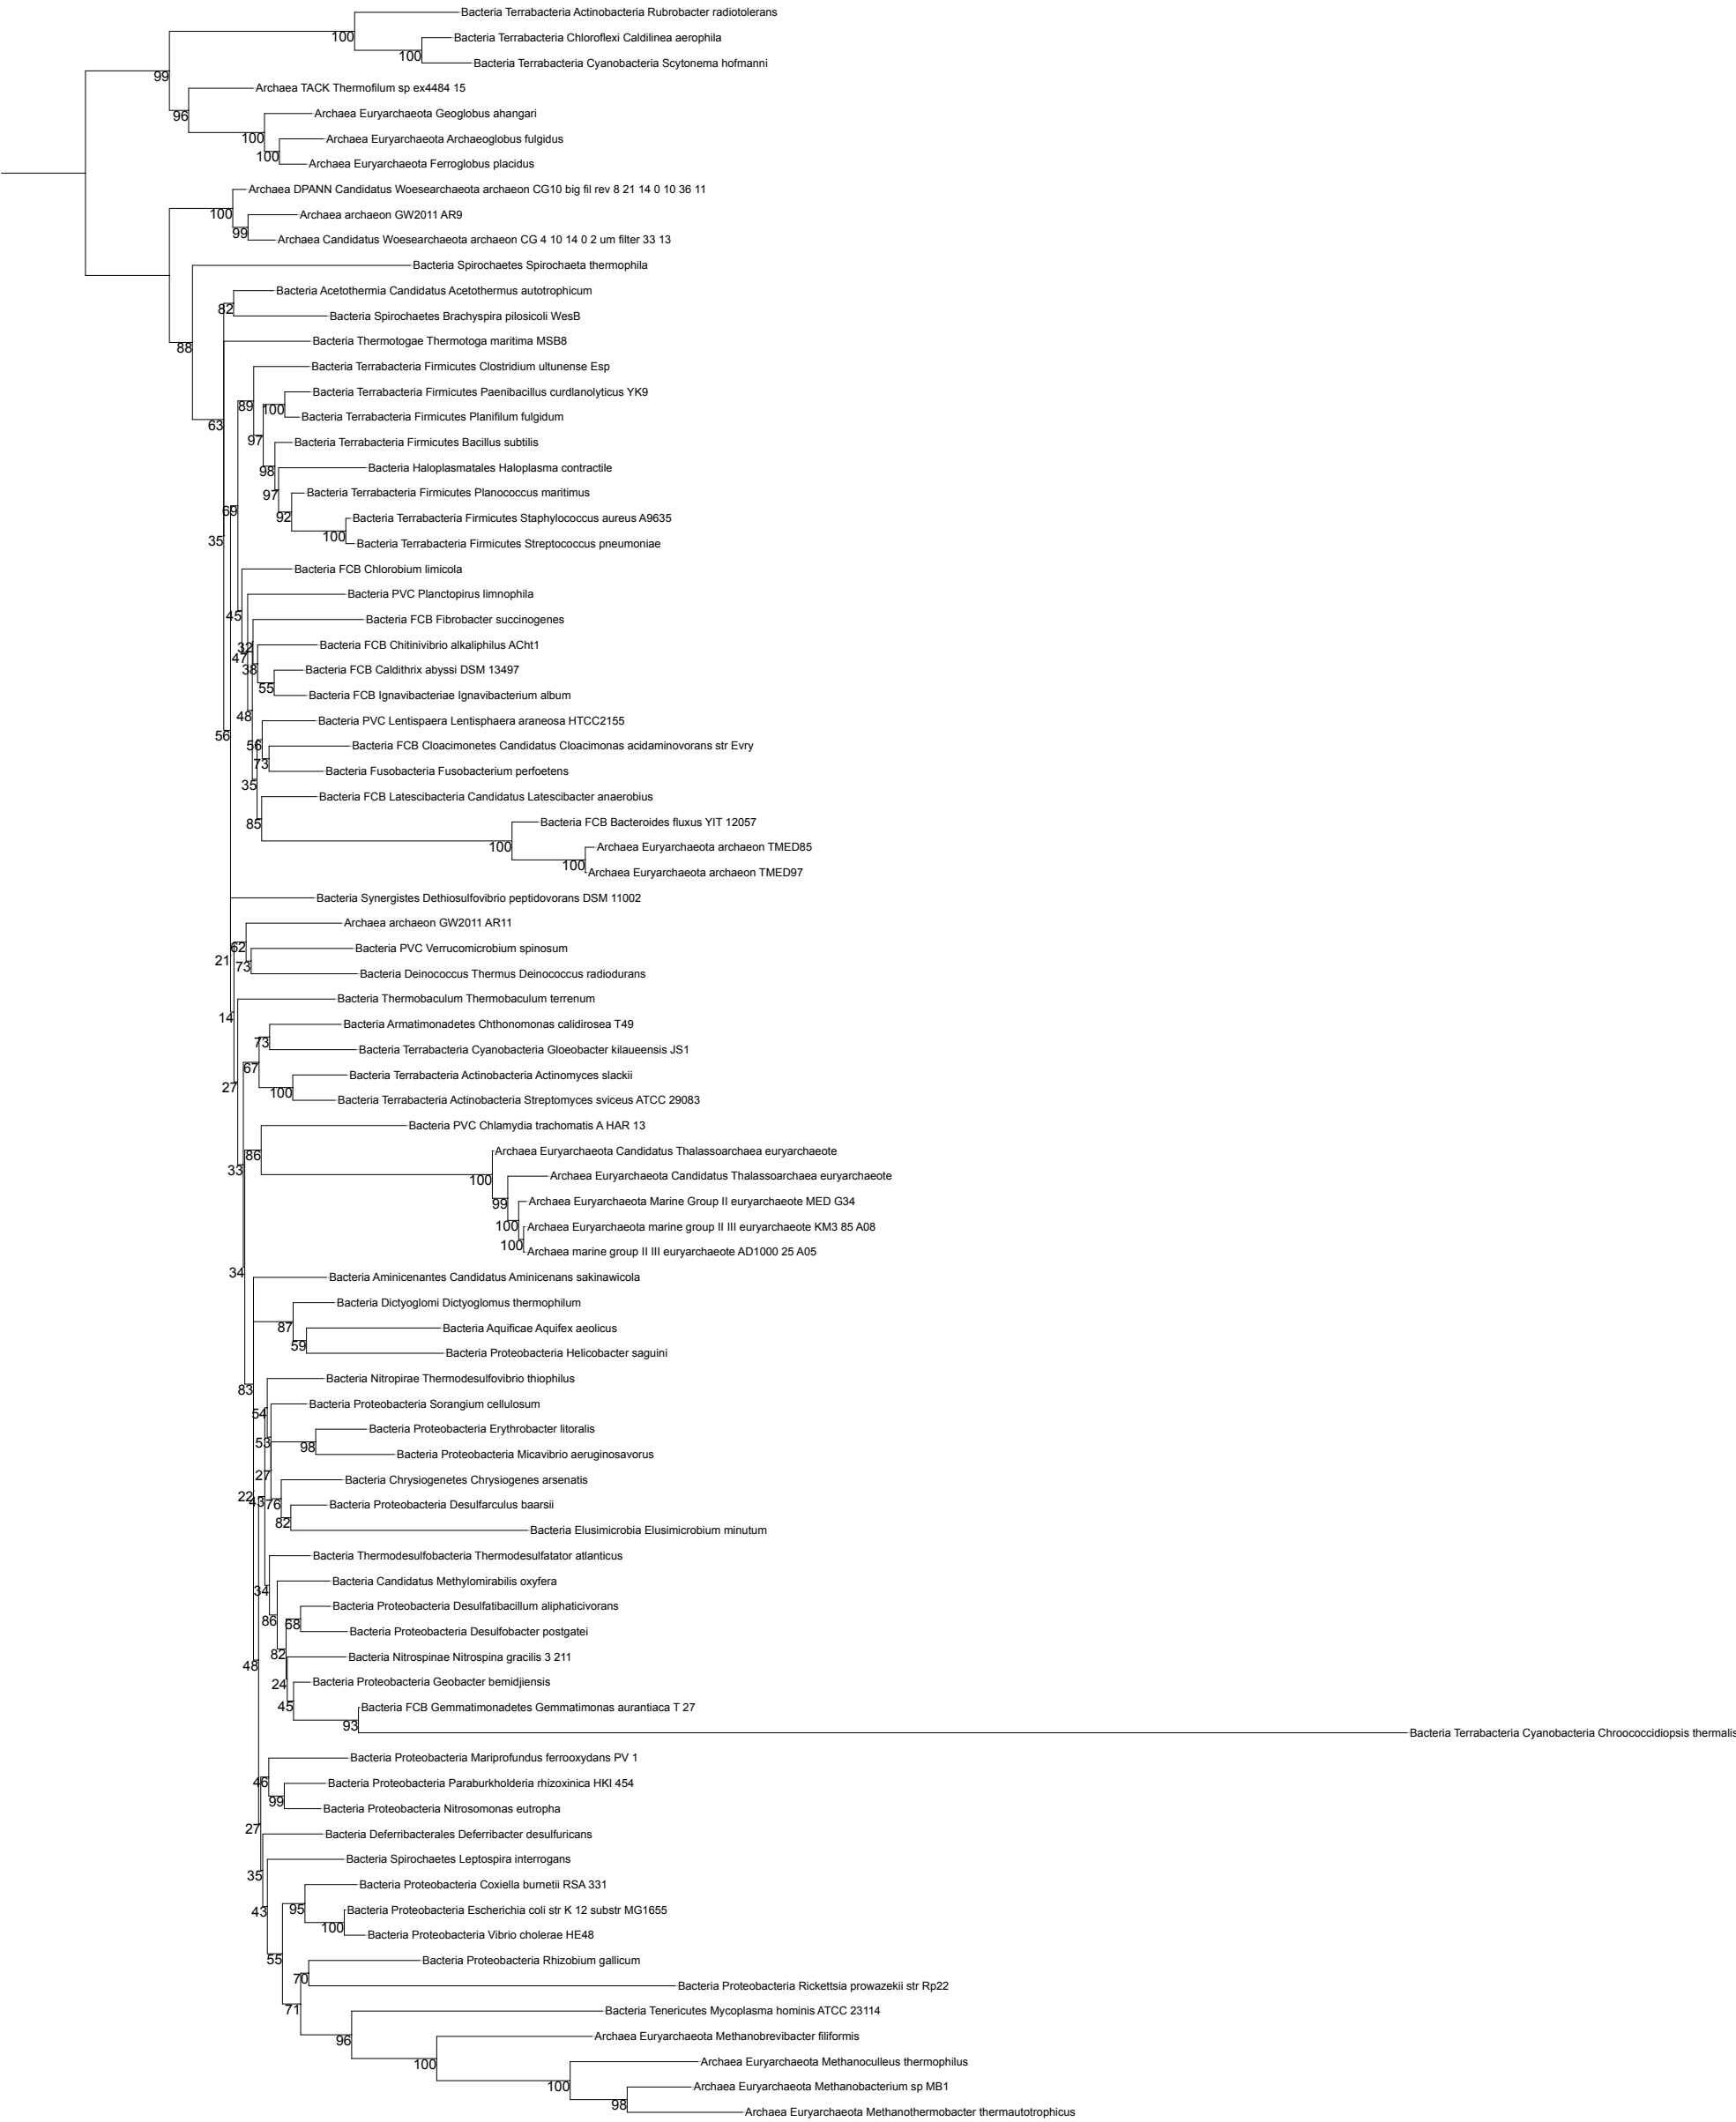 Bacteria Terrabacteria Actinobacteria Rubrobacter radiotolerans
100
Bacteria Terrabacteria Chloroflexi Caldilinea aerophila
100
Bacteria Terrabacteria Cyanobacteria Scytonema hofmanni
99
Archaea TACK Thermofilum sp ex4484 15
96
Archaea Euryarchaeota Geoglobus ahangari
100
Archaea Euryarchaeota Archaeoglobus fulgidus
100
Archaea Euryarchaeota Ferroglobus placidus
Archaea DPANN Candidatus Woesearchaeota archaeon CG10 big fil rev 8 21 14 0 10 36 11
100
Archaea archaeon GW2011 AR9
99
Archaea Candidatus Woesearchaeota archaeon CG 4 10 14 0 2 um filter 33 13
Bacteria Spirochaetes Spirochaeta thermophila
Bacteria Acetothermia Candidatus Acetothermus autotrophicum
82
Bacteria Spirochaetes Brachyspira pilosicoli WesB
Bacteria Thermotogae Thermotoga maritima MSB8
88
Bacteria Terrabacteria Firmicutes Clostridium ultunense Esp
Bacteria Terrabacteria Firmicutes Paenibacillus curdlanolyticus YK9
89
100
Bacteria Terrabacteria Firmicutes Planifilum fulgidum
63
97
Bacteria Terrabacteria Firmicutes Bacillus subtilis
98
Bacteria Haloplasmatales Haloplasma contractile
97
Bacteria Terrabacteria Firmicutes Planococcus maritimus
69
92
Bacteria Terrabacteria Firmicutes Staphylococcus aureus A9635
100
35
Bacteria Terrabacteria Firmicutes Streptococcus pneumoniae
Bacteria FCB Chlorobium limicola
Bacteria PVC Planctopirus limnophila
45
Bacteria FCB Fibrobacter succinogenes
32
Bacteria FCB Chitinivibrio alkaliphilus ACht1
47
38
Bacteria FCB Caldithrix abyssi DSM 13497
55
Bacteria FCB Ignavibacteriae Ignavibacterium album
48
Bacteria PVC Lentispaera Lentisphaera araneosa HTCC2155
56
56
Bacteria FCB Cloacimonetes Candidatus Cloacimonas acidaminovorans str Evry
73
Bacteria Fusobacteria Fusobacterium perfoetens
35
Bacteria FCB Latescibacteria Candidatus Latescibacter anaerobius
85
Bacteria FCB Bacteroides fluxus YIT 12057
100
Archaea Euryarchaeota archaeon TMED85
100
Archaea Euryarchaeota archaeon TMED97
Bacteria Synergistes Dethiosulfovibrio peptidovorans DSM 11002
Archaea archaeon GW2011 AR11
62
Bacteria PVC Verrucomicrobium spinosum
21
73
Bacteria Deinococcus Thermus Deinococcus radiodurans
Bacteria Thermobaculum Thermobaculum terrenum
14
Bacteria Armatimonadetes Chthonomonas calidirosea T49
73
Bacteria Terrabacteria Cyanobacteria Gloeobacter kilaueensis JS1
67
Bacteria Terrabacteria Actinobacteria Actinomyces slackii
27
100
Bacteria Terrabacteria Actinobacteria Streptomyces sviceus ATCC 29083
Bacteria PVC Chlamydia trachomatis A HAR 13
86
Archaea Euryarchaeota Candidatus Thalassoarchaea euryarchaeote
33
100
Archaea Euryarchaeota Candidatus Thalassoarchaea euryarchaeote
99
Archaea Euryarchaeota Marine Group II euryarchaeote MED G34
100
Archaea Euryarchaeota marine group II III euryarchaeote KM3 85 A08
100
Archaea marine group II III euryarchaeote AD1000 25 A05
34
Bacteria Aminicenantes Candidatus Aminicenans sakinawicola
Bacteria Dictyoglomi Dictyoglomus thermophilum
87
Bacteria Aquificae Aquifex aeolicus
59
Bacteria Proteobacteria Helicobacter saguini
Bacteria Nitropirae Thermodesulfovibrio thiophilus
83
Bacteria Proteobacteria Sorangium cellulosum
54
Bacteria Proteobacteria Erythrobacter litoralis
53
98
Bacteria Proteobacteria Micavibrio aeruginosavorus
27
Bacteria Chrysiogenetes Chrysiogenes arsenatis
22
43
76
Bacteria Proteobacteria Desulfarculus baarsii
82
Bacteria Elusimicrobia Elusimicrobium minutum
Bacteria Thermodesulfobacteria Thermodesulfatator atlanticus
Bacteria Candidatus Methylomirabilis oxyfera
34
Bacteria Proteobacteria Desulfatibacillum aliphaticivorans
86
68
Bacteria Proteobacteria Desulfobacter postgatei
82
Bacteria Nitrospinae Nitrospina gracilis 3 211
48
Bacteria Proteobacteria Geobacter bemidjiensis
24
45
Bacteria FCB Gemmatimonadetes Gemmatimonas aurantiaca T 27
93
Bacteria Terrabacteria Cyanobacteria Chroococcidiopsis thermalis
Bacteria Proteobacteria Mariprofundus ferrooxydans PV 1
46
Bacteria Proteobacteria Paraburkholderia rhizoxinica HKI 454
99
Bacteria Proteobacteria Nitrosomonas eutropha
27
Bacteria Deferribacterales Deferribacter desulfuricans
Bacteria Spirochaetes Leptospira interrogans
35
Bacteria Proteobacteria Coxiella burnetii RSA 331
43
95
Bacteria Proteobacteria Escherichia coli str K 12 substr MG1655
100
Bacteria Proteobacteria Vibrio cholerae HE48
55
Bacteria Proteobacteria Rhizobium gallicum
70
Bacteria Proteobacteria Rickettsia prowazekii str Rp22
71
Bacteria Tenericutes Mycoplasma hominis ATCC 23114
96
Archaea Euryarchaeota Methanobrevibacter filiformis
100
Archaea Euryarchaeota Methanoculleus thermophilus
100
Archaea Euryarchaeota Methanobacterium sp MB1
98
Archaea Euryarchaeota Methanothermobacter thermautotrophicus